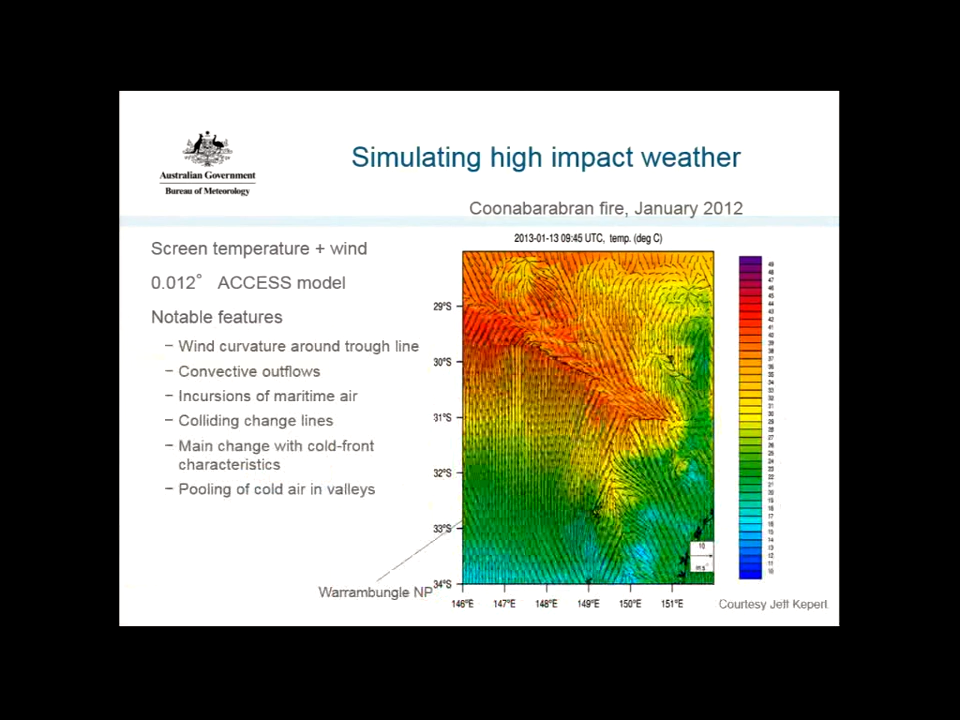 Australian Government
Bureau of Meteorology
Simulating high impact weather
Coonabarabran fire, January 2012
Screen temperature + wind
0.012° ACCESS model
Notable features
− Wind curvature around trough line
− Convective outflows
− Incursions of maritime air
− Colliding change lines
− Main change with cold-front
characteristics
− Pooling of cold air in valleys
Warrambungle NP
2013-01-13 09:45 UTC, temp. (deg C)
29°S
30°S
31°S
32°S
33°S
34°S
146°E 147°E 148°E 149°E 150°E 151°E
10
Courtesy Jeff Kepert